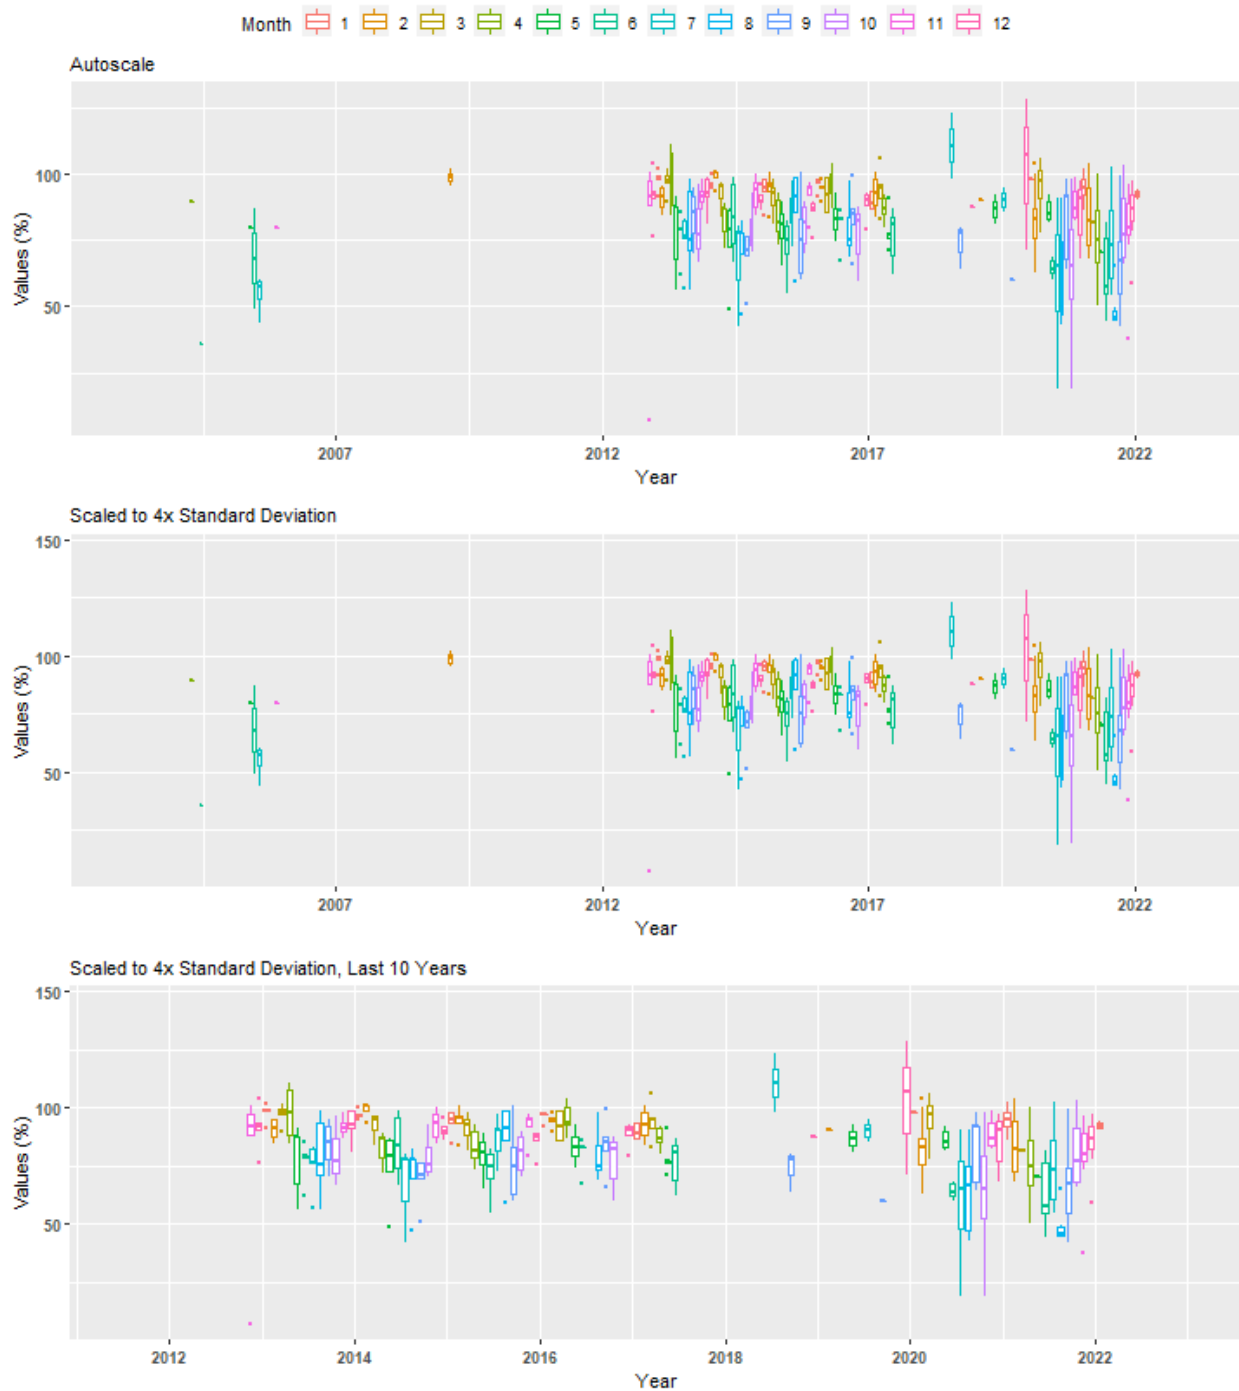 Month 1 2 3 4 5 6 7 8 9 10 11 12
Autoscale
100
50
Values (%)
2007 2012 2017 2022
Year
Scaled to 4x Standard Deviation
150
100
50
Values (%)
2007 2012 2017 2022
Year
Scaled to 4x Standard Deviation, Last 10 Years
150
100
50
Values (%)
2012 2014 2016 2018 2020 2022
Year